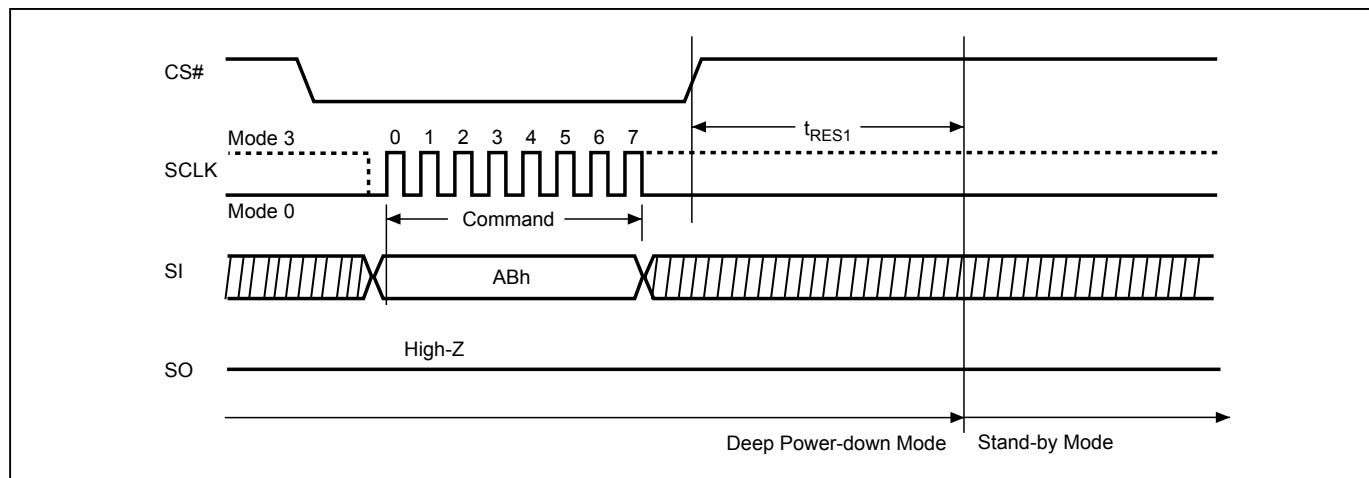 CS#
tRES1
Mode 3
0 1 2 3 4 5 6 7
SCLK
Mode 0
Command
SI
ABh
High-Z
SO
Deep Power-down Mode
Stand-by Mode